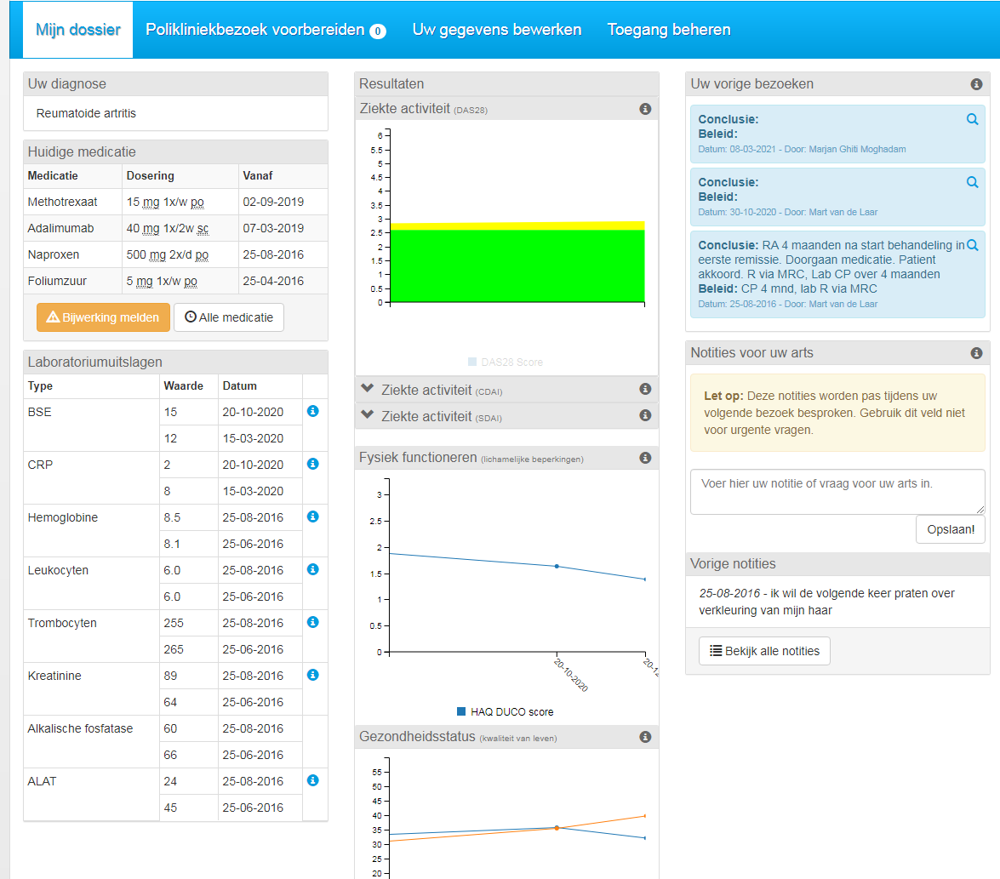 Mijn dossier Polikliniekbezoek voorbereiden 0 Uw gegevens bewerken Toegang beheren
Uw diagnose
Reumatoide artritis
Huidige medicatie
Medicatie Dosering Vanaf
Methotrexaat 15 mg 1x/w po 02-09-2019
Adalimumab 40 mg 1x/2w sc 07-03-2019
Naproxen 500 mg 2x/d po 25-08-2016
Foliumzuur 5 mg 1x/w po 25-04-2016
Bijwerking melden Alle medicatie
Laboratoriumuitslagen
Type Waarde Datum
BSE 15 20-10-2020
12 15-03-2020
CRP 2 20-10-2020
8 15-03-2020
Hemoglobine 8.5 25-08-2016
8.1 25-06-2016
Leukocyten 6.0 25-08-2016
6.0 25-06-2016
Trombocyten 255 25-08-2016
265 25-06-2016
Kreatinine 89 25-08-2016
64 25-06-2016
Alkalische fosfatase 60 25-08-2016
66 25-06-2016
ALAT 24 25-08-2016
45 25-06-2016
Resultaten
Ziekte activiteit (DAS28)
6
5.5
5
4.5
4
3.5
3
2.5
2
1.5
1
0.5
0
DAS28 Score
Ziekte activiteit (CDAI)
Ziekte activiteit (SDAI)
Fysiek functioneren (lichamelijke beperkingen)
3
2.5
2
1.5
1
0.5
0
20-10-2020
20-1
HAQ DUCO score
Gezondheidsstatus (kwaliteit van leven)
55
50
45
40
35
30
25
20
Uw vorige bezoeken
Conclusie:
Beleid:
Datum: 08-03-2021 - Door: Marjan Ghiti Moghadam
Conclusie:
Beleid:
Datum: 30-10-2020 - Door: Mart van de Laar
Conclusie: RA 4 maanden na start behandeling in
eerste remissie. Doorgaan medicatie. Patient
akkoord. R via MRC, Lab CP over 4 maanden
Beleid: CP 4 mnd, lab R via MRC
Datum: 25-08-2016 - Door: Mart van de Laar
Notities voor uw arts
Let op: Deze notities worden pas tijdens uw
volgende bezoek besproken. Gebruik dit veld niet
voor urgente vragen.
Voer hier uw notitie of vraag voor uw arts in.
Opslaan!
Vorige notities
25-08-2016 - ik wil de volgende keer praten over
verkleuring van mijn haar
Bekijk alle notities